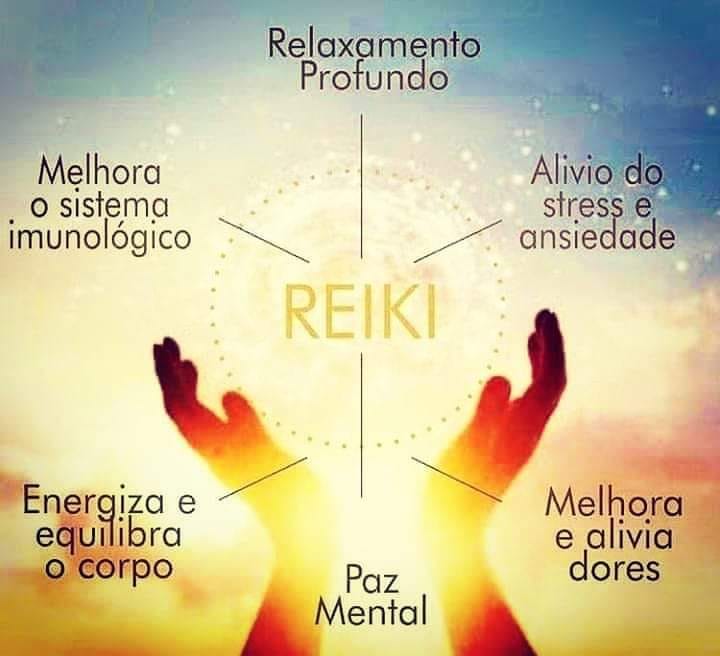 Relaxamento
Profundo
Melhora
o sistema
imunológico
Alivio do
stress e
ansiedade
REIKI
Energiza e
equilibra
o corpo
Paz
Mental
Melhora
e alivia
dores